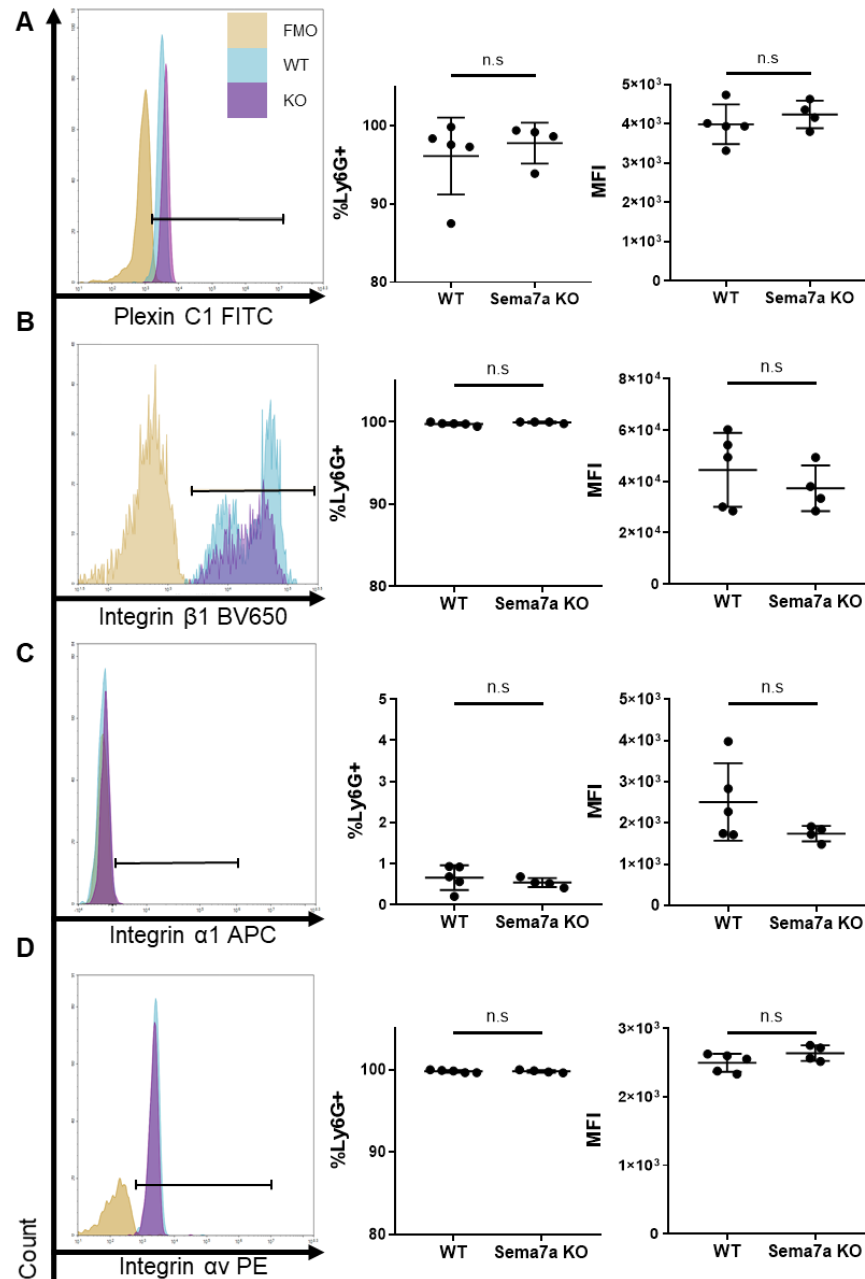 A
FMO
WT
KO
Plexin C1 FITC
n.s
%Ly6G+
100
90
80
WT Sema7a KO
n.s
MFI
5×10³
4×10³
3×10³
2×10³
1×10³
0
WT Sema7a KO
B
Integrin β1 BV650
n.s
%Ly6G+
100
90
80
WT Sema7a KO
n.s
MFI
8×10⁴
6×10⁴
4×10⁴
2×10⁴
0
WT Sema7a KO
C
Integrin α1 APC
n.s
%Ly6G+
5
4
3
2
1
0
WT Sema7a KO
n.s
MFI
5×10³
4×10³
3×10³
2×10³
1×10³
0
WT Sema7a KO
D
Count
Integrin αv PE
n.s
%Ly6G+
100
90
80
WT Sema7a KO
n.s
MFI
3×10³
2×10³
1×10³
0
WT Sema7a KO